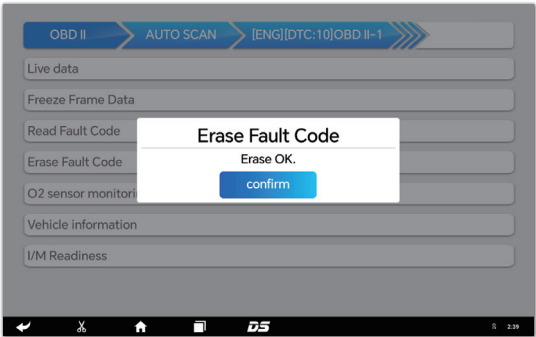 OBD II AUTO SCAN [ENG][DTC:10]OBD II-1
Live data
Freeze Frame Data
Read Fault Code
Erase Fault Code
Erase Fault Code
Erase OK.
confirm
O2 sensor monitori
Vehicle information
I/M Readiness
DS
2:39